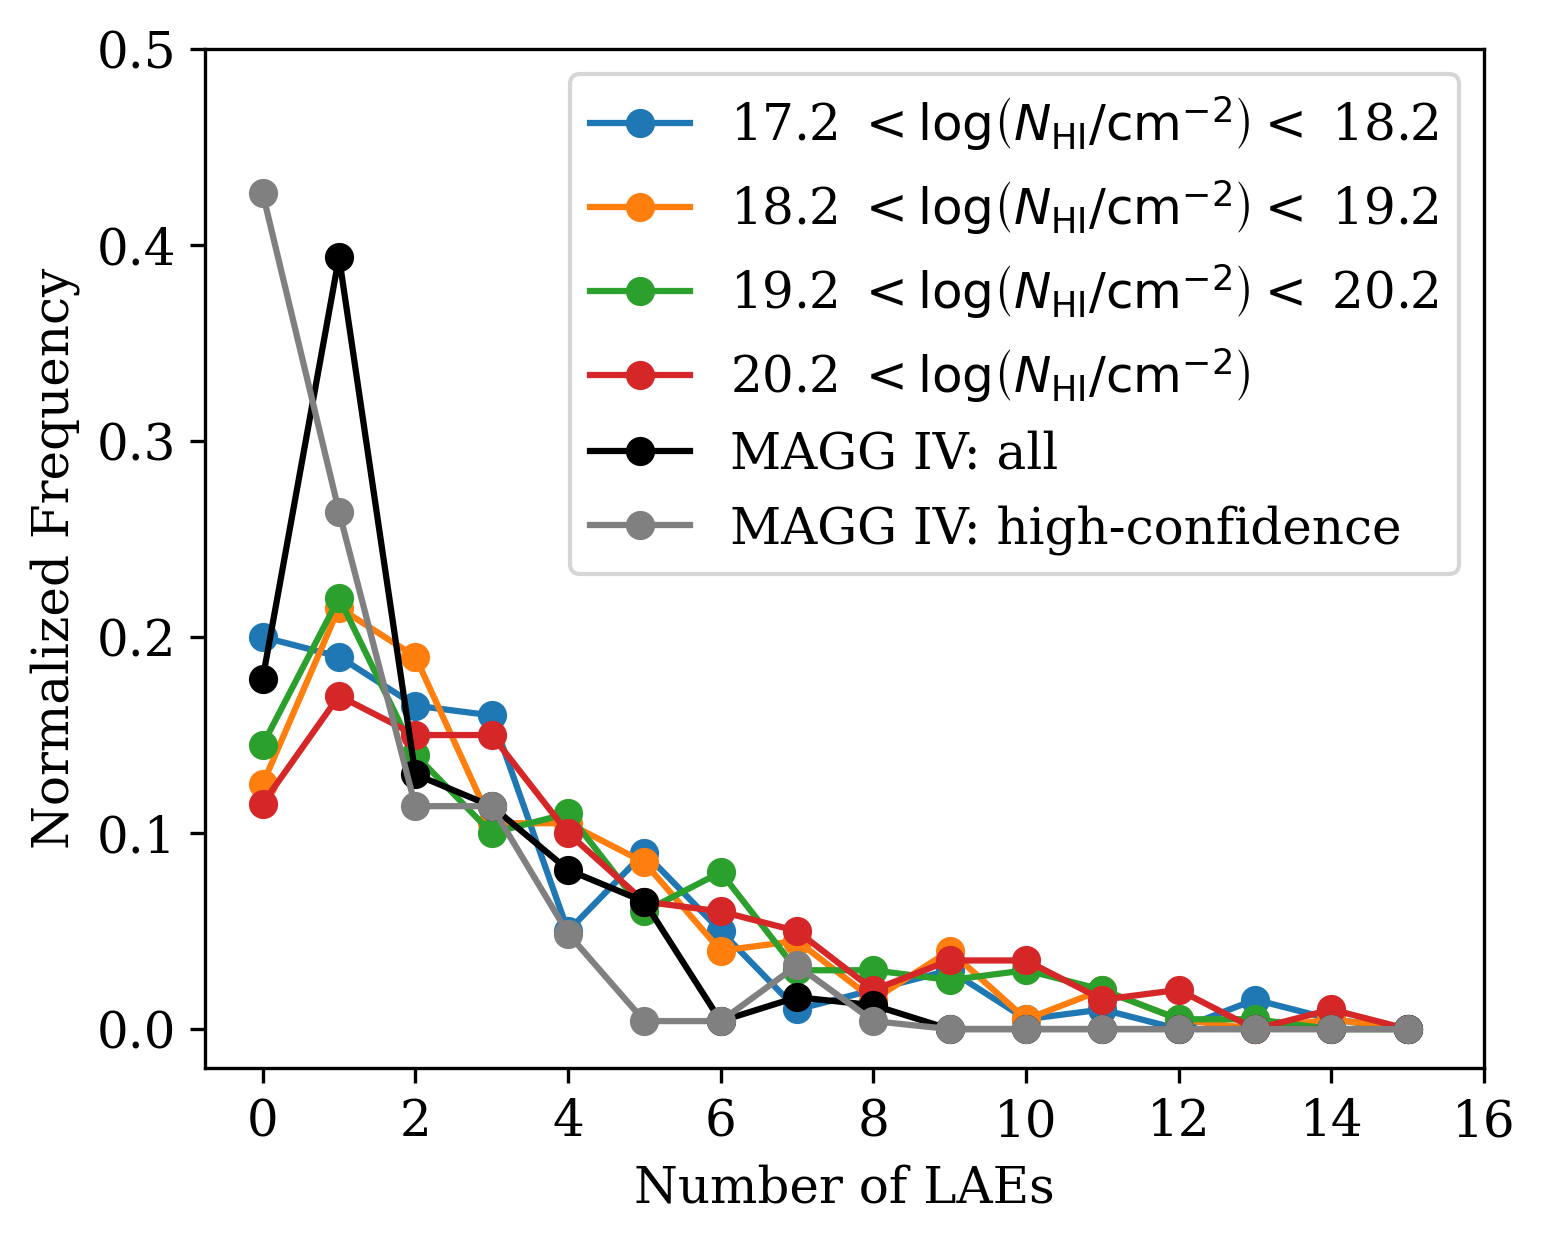 0.5
0.4
0.3
0.2
0.1
0.0
Normalized Frequency
17.2 < log(N_HI/cm^−2) < 18.2
18.2 < log(N_HI/cm^−2) < 19.2
19.2 < log(N_HI/cm^−2) < 20.2
20.2 < log(N_HI/cm^−2)
MAGG IV: all
MAGG IV: high-confidence
0 2 4 6 8 10 12 14 16
Number of LAEs